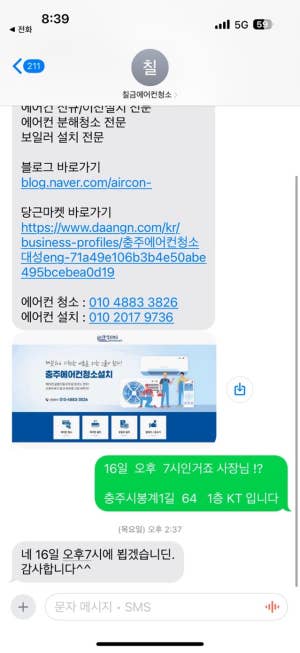 8:39
◀ 전화
5G 59
211
칠
칠금에어컨청소 >
에어컨 신규/이전설치 전문
에어컨 분해청소 전문
보일러 설치 전문
블로그 바로가기
blog.naver.com/aircon-
당근마켓 바로가기
https://www.daangn.com/kr/
business-profiles/충주에어컨청소
대성eng-71a49e106b3b4e50abe
495bcebea0d19
에어컨 청소 : 010 4883 3826
에어컨 설치 : 010 2017 9736
충주에어컨청소설치
010-4883-3826
16일 오후 7시인거죠 사장님 !?
충주시봉계1길 64 1층 KT 입니다
(목요일) 오후 2:37
네 16일 오후7시에 뵙겠습니딘.
감사합니다^^
문자 메시지 • SMS